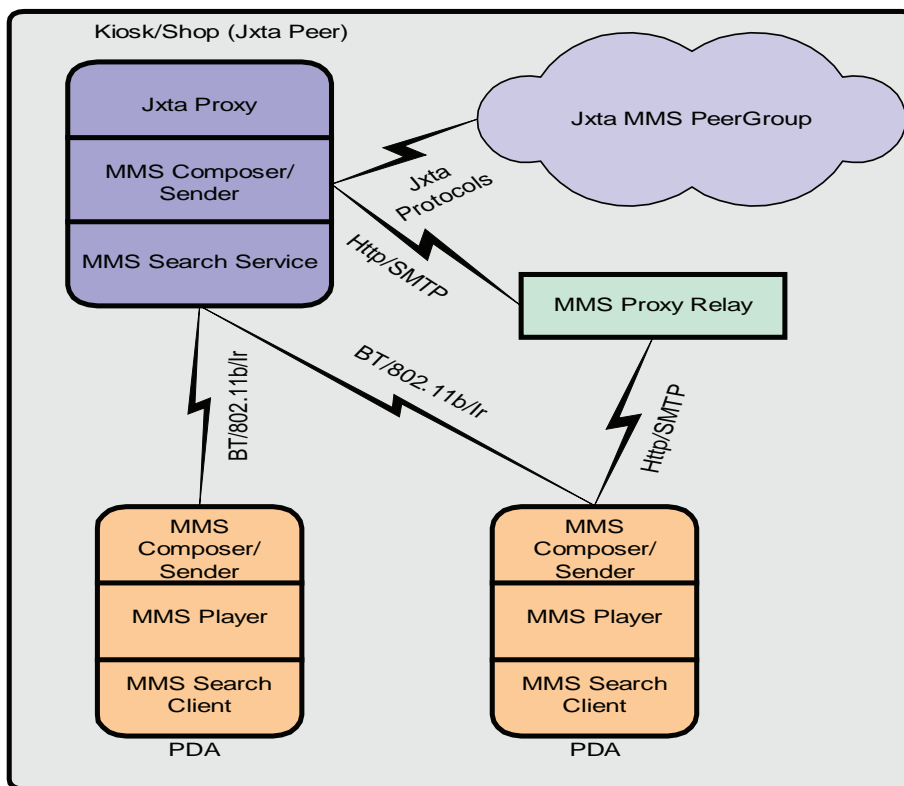 Kiosk/Shop (Jxta Peer)
Jxta Proxy
MMS Composer/
Sender
MMS Search Service
Jxta MMS PeerGroup
Jxta
Protocols
Http/SMTP
MMS Proxy Relay
BT/802.11b/Ir
BT/802.11b/Ir
Http/SMTP
MMS
Composer/
Sender
MMS Player
MMS Search
Client
PDA
MMS
Composer/
Sender
MMS Player
MMS Search
Client
PDA